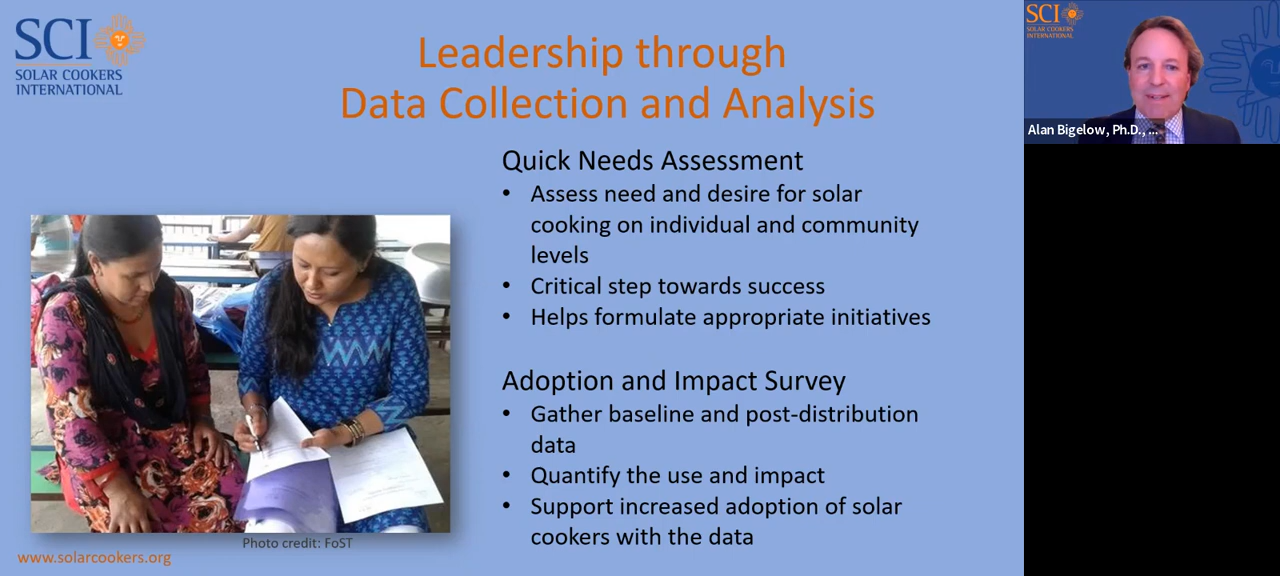 SCI
SOLAR COOKERS
INTERNATIONAL
Leadership through
Data Collection and Analysis
Quick Needs Assessment
• Assess need and desire for solar
cooking on individual and community
levels
• Critical step towards success
• Helps formulate appropriate initiatives
Adoption and Impact Survey
• Gather baseline and post-distribution
data
• Quantify the use and impact
• Support increased adoption of solar
cookers with the data
Photo credit: FoST
www.solarcookers.org
SCI
SOLAR COOKERS
INTERNATIONAL
Alan Bigelow, Ph.D., ...